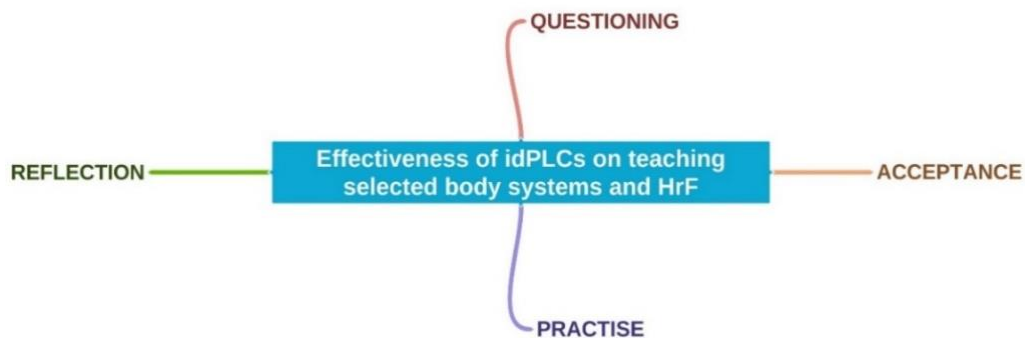 QUESTIONING
Effectiveness of idPLCs on teaching
selected body systems and HrF
REFLECTION
ACCEPTANCE
PRACTISE